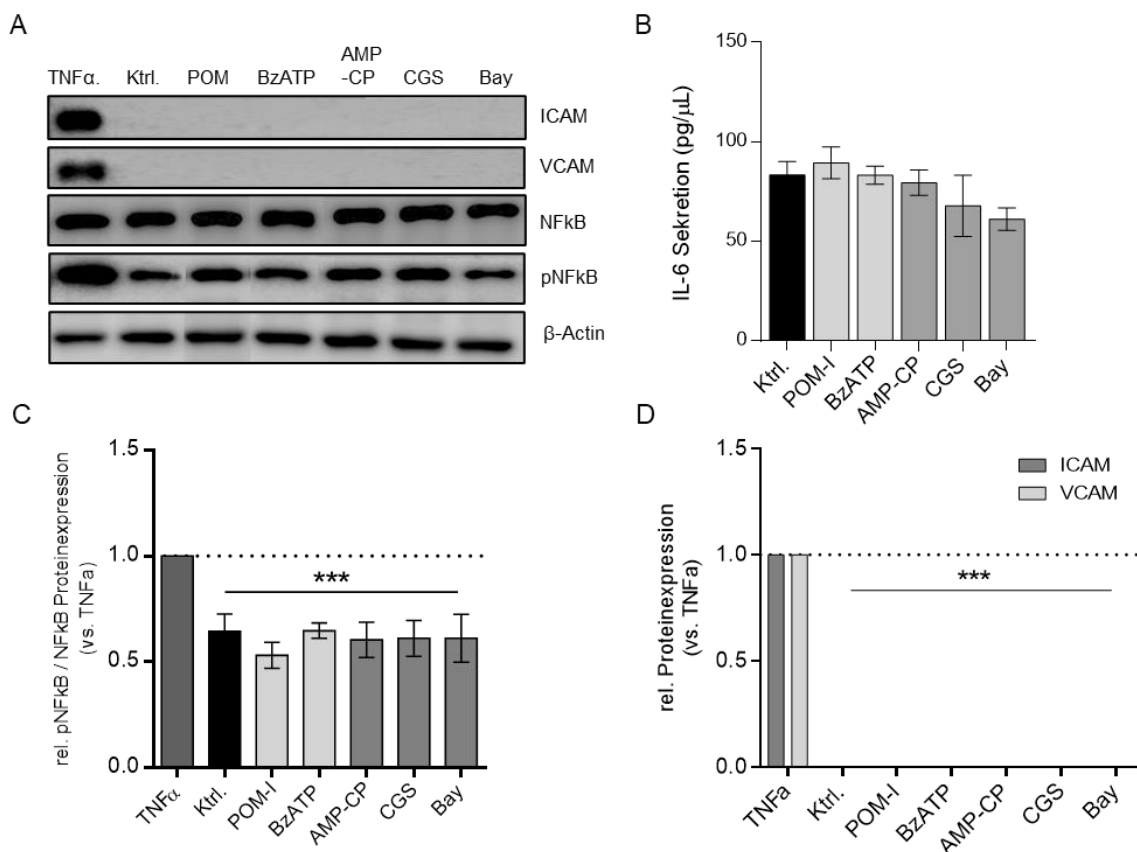 A
TNFα. Ktrl. POM BzATP AMP
-CP CGS Bay
ICAM
VCAM
NFkB
pNFkB
β-Actin
B
IL-6 Sekretion (pg/µL)
150
100
50
0
Ktrl.
POM-I
BzATP
AMP-CP
CGS
Bay
C
rel. pNFkB / NFkB Proteinexpression
(vs. TNFa)
1.5
1.0
0.5
0.0
***
TNFα
Ktrl.
POM-I
BzATP
AMP-CP
CGS
Bay
D
rel. Proteinexpression
(vs. TNFa)
1.5
1.0
0.5
0.0
ICAM
VCAM
***
TNFa
Ktrl.
POM-I
BzATP
AMP-CP
CGS
Bay